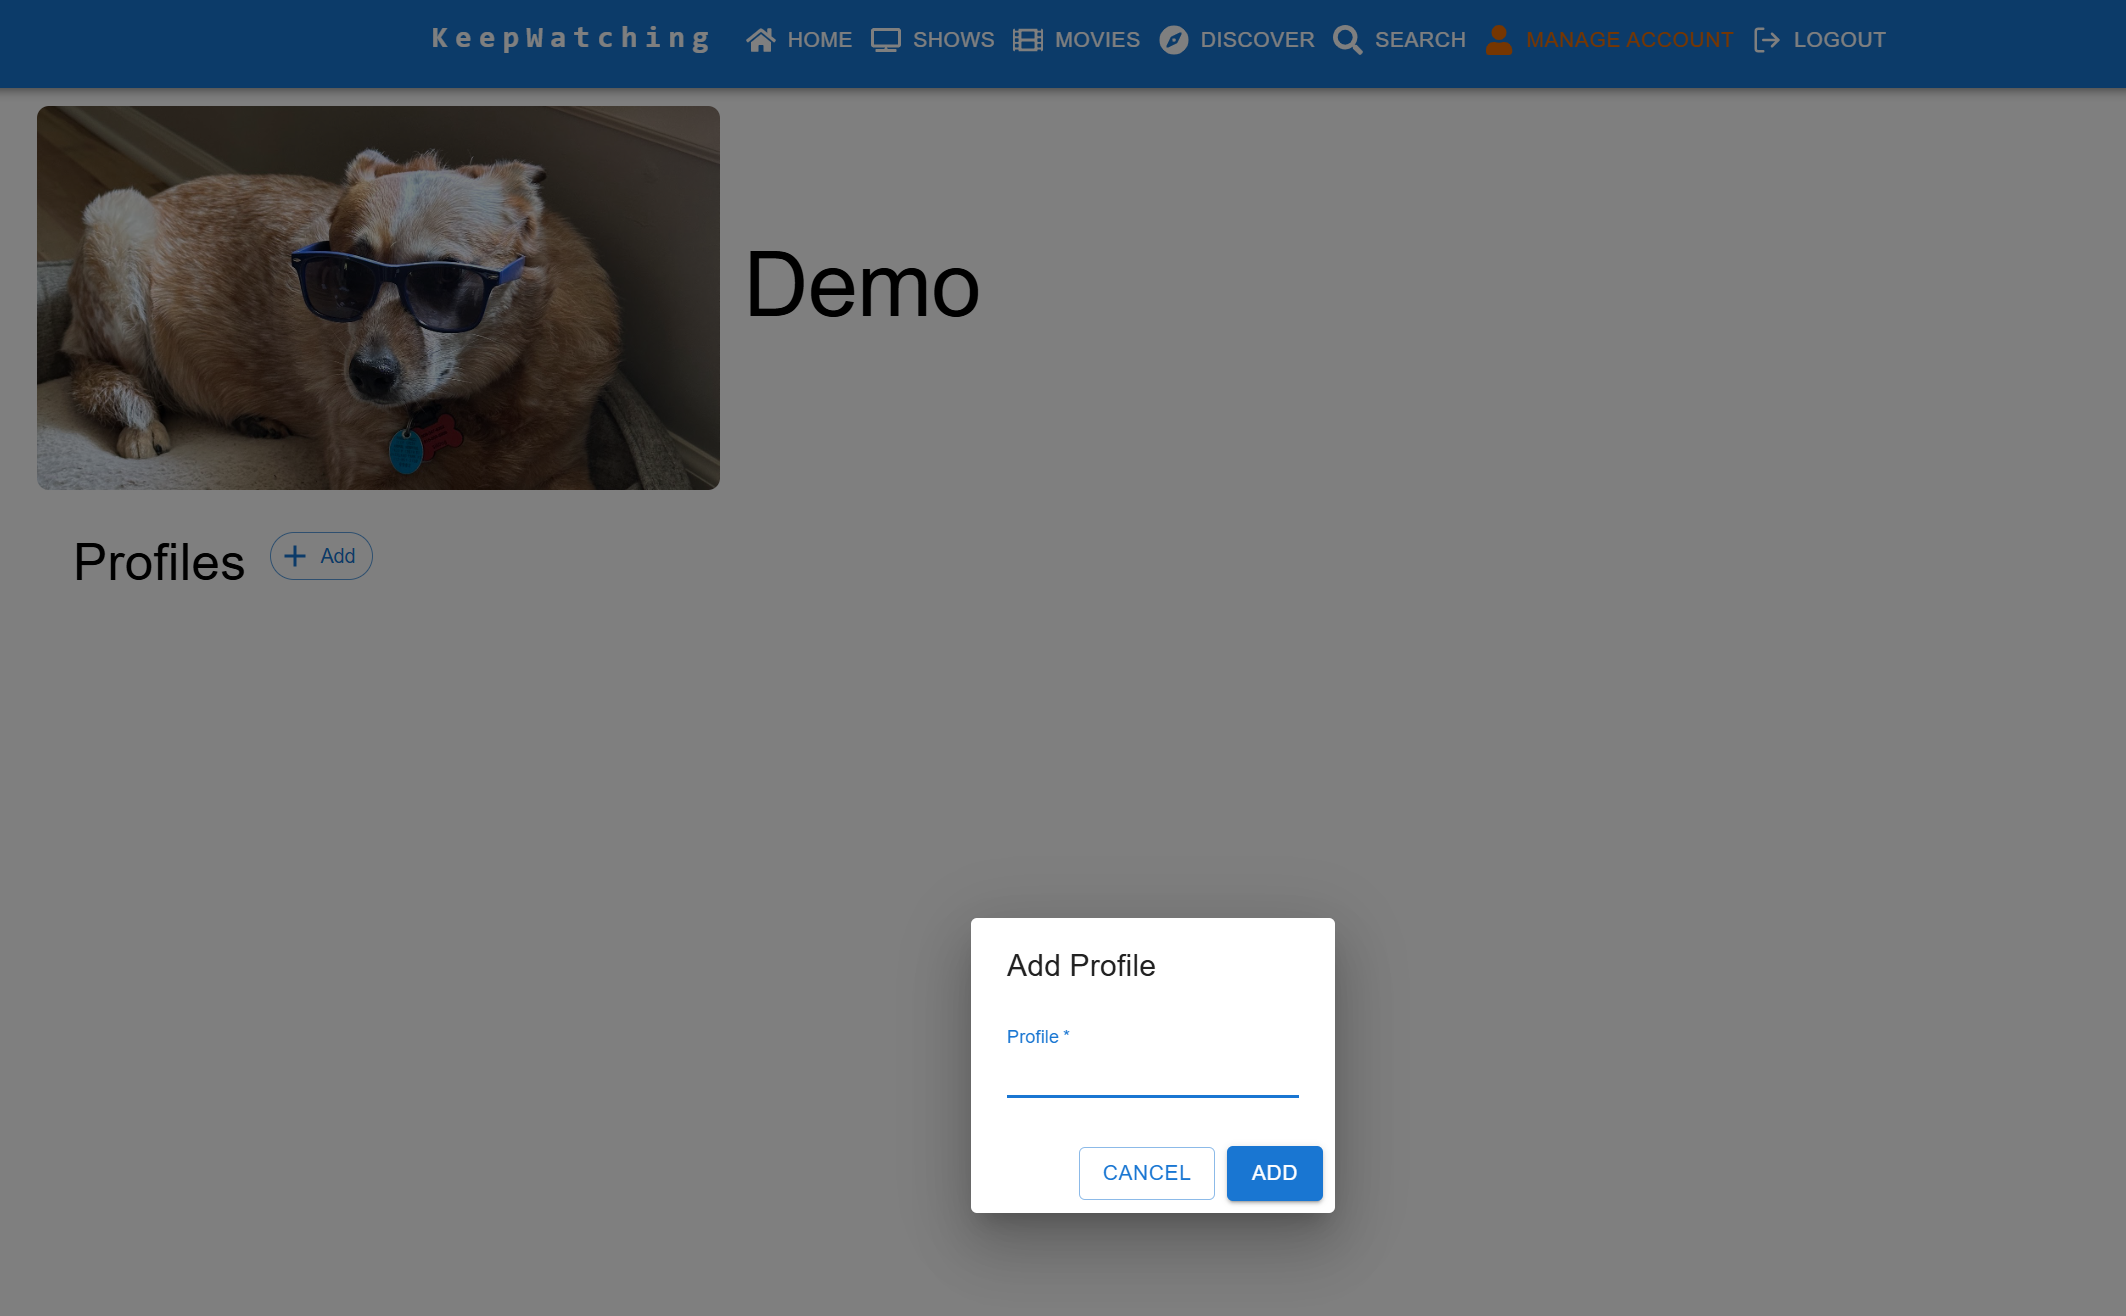 KeepWatching HOME SHOWS MOVIES DISCOVER SEARCH MANAGE ACCOUNT LOGOUT
Demo
Profiles Add
Add Profile
Profile *
CANCEL ADD